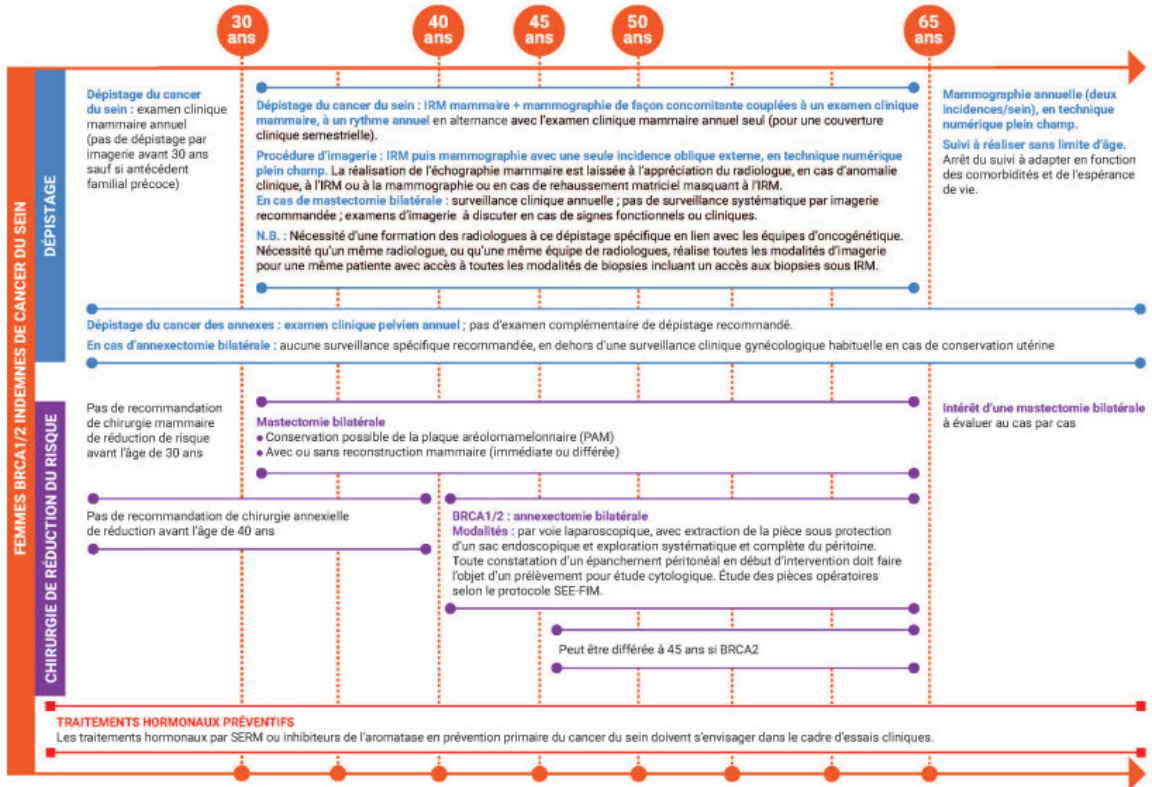 30
ans
40
ans
45
ans
50
ans
65
ans
FEMMES BRCA1/2 INDEMNES DE CANCER DU SEIN
DÉPISTAGE
Dépistage du cancer
du sein : examen clinique
mammaire annuel
(pas de dépistage par
imagerie avant 30 ans
sauf si antécédent
familial précoce)
Dépistage du cancer du sein : IRM mammaire + mammographie de façon concomitante couplées à un examen clinique
mammaire, à un rythme annuel en alternance avec l'examen clinique mammaire annuel seul (pour une couverture
clinique semestrielle).
Procédure d'imagerie : IRM puis mammographie avec une seule incidence oblique externe, en technique numérique
plein champ. La réalisation de l'échographie mammaire est laissée à l'appréciation du radiologue, en cas d'anomalie
clinique, à l'IRM ou à la mammographie ou en cas de rehaussement matriciel masquant à l'IRM.
En cas de mastectomie bilatérale : surveillance clinique annuelle ; pas de surveillance systématique par imagerie
recommandée ; examens d'imagerie à discuter en cas de signes fonctionnels ou cliniques.
N.B. : Nécessité d'une formation des radiologues à ce dépistage spécifique en lien avec les équipes d'oncogénétique.
Nécessité qu'un même radiologue, ou qu'une même équipe de radiologues, réalise toutes les modalités d'imagerie
pour une même patiente avec accès à toutes les modalités de biopsies incluant un accès aux biopsies sous IRM.
Mammographie annuelle (deux
incidences/sein), en technique
numérique plein champ.
Suivi à réaliser sans limite d'âge.
Arrêt du suivi à adapter en fonction
des comorbidités et de l'espérance
de vie.
Dépistage du cancer des annexes : examen clinique pelvien annuel ; pas d'examen complémentaire de dépistage recommandé.
En cas d'annexectomie bilatérale : aucune surveillance spécifique recommandée, en dehors d'une surveillance clinique gynécologique habituelle en cas de conservation utérine
CHIRURGIE DE RÉDUCTION DU RISQUE
Pas de recommandation
de chirurgie mammaire
de réduction de risque
avant l'âge de 30 ans
Mastectomie bilatérale
● Conservation possible de la plaque aréolomamelonnaire (PAM)
● Avec ou sans reconstruction mammaire (immédiate ou différée)
Intérêt d'une mastectomie bilatérale
à évaluer au cas par cas
Pas de recommandation de chirurgie annexielle
de réduction avant l'âge de 40 ans
BRCA1/2 : annexectomie bilatérale
Modalités : par voie laparoscopique, avec extraction de la pièce sous protection
d'un sac endoscopique et exploration systématique et complète du péritoine.
Toute constatation d'un épanchement péritonéal en début d'intervention doit faire
l'objet d'un prélèvement pour étude cytologique. Étude des pièces opératoires
selon le protocole SEE-FIM.
Peut être différée à 45 ans si BRCA2
TRAITEMENTS HORMONAUX PRÉVENTIFS
Les traitements hormonaux par SERM ou inhibiteurs de l'aromatase en prévention primaire du cancer du sein doivent s'envisager dans le cadre d'essais cliniques.